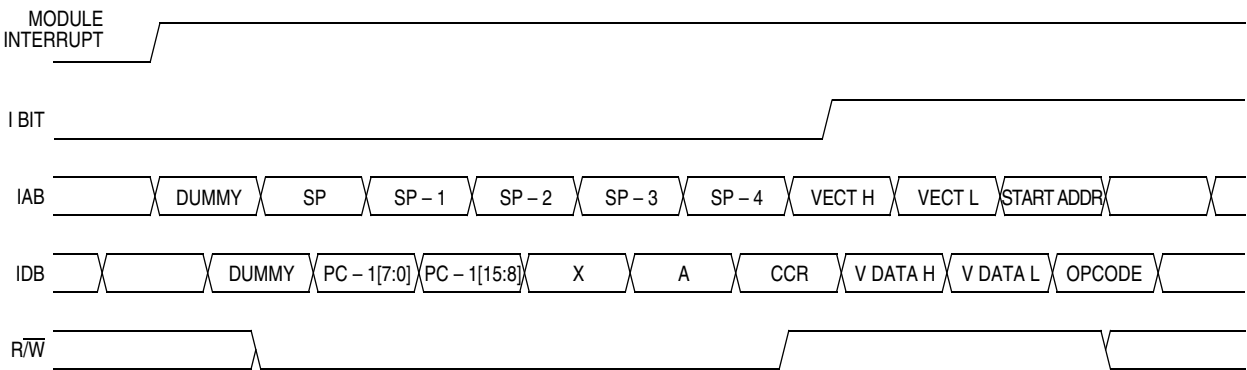 MODULE
INTERRUPT
I BIT
IAB DUMMY SP SP – 1 SP – 2 SP – 3 SP – 4 VECT H VECT L START ADDR
IDB DUMMY PC – 1[7:0] PC – 1[15:8] X A CCR V DATA H V DATA L OPCODE
R/W̅